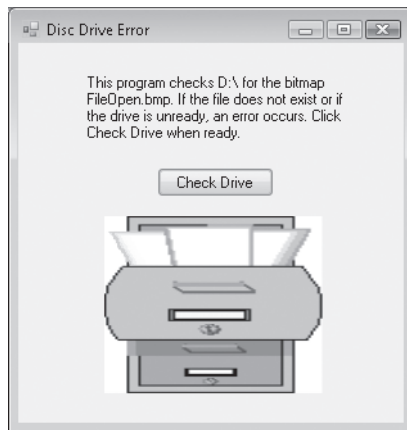 Disc Drive Error
This program checks D:\ for the bitmap
FileOpen.bmp. If the file does not exist or if
the drive is unready, an error occurs. Click
Check Drive when ready.
Check Drive